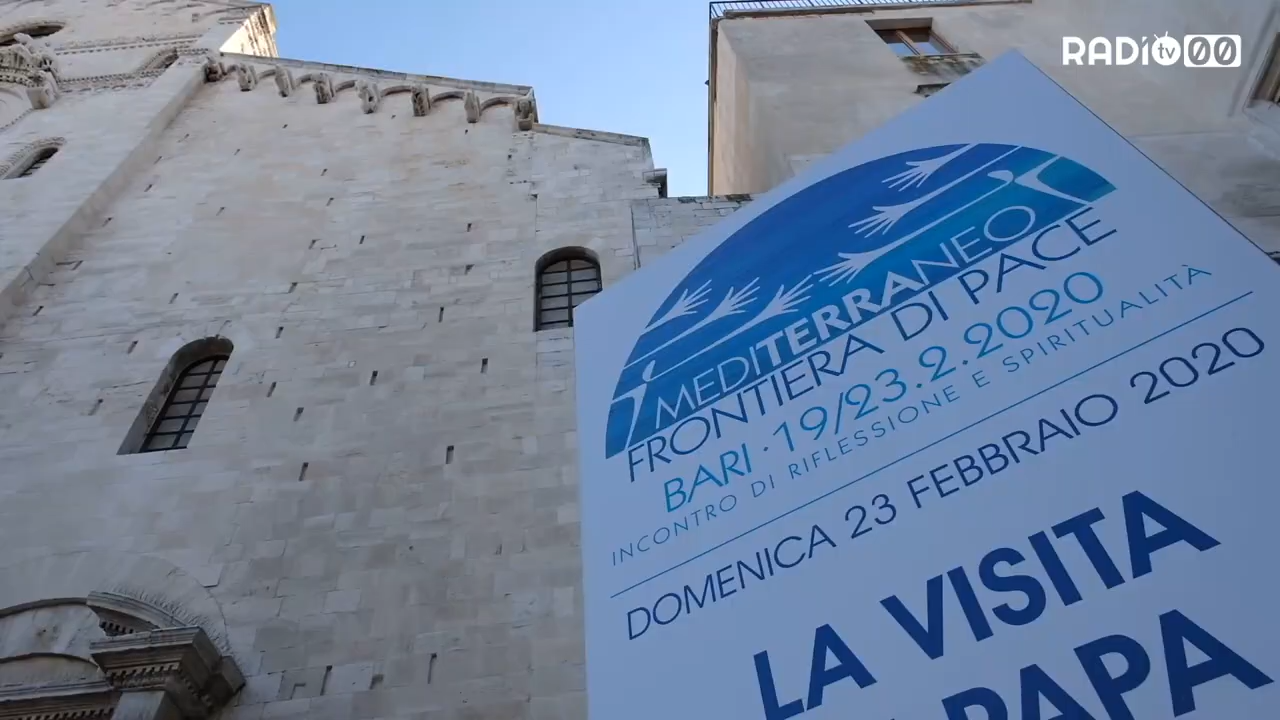 RADIO tv 00
MEDITERRANEO
FRONTIERA DI PACE
BARI · 19/23.2.2020
INCONTRO DI RIFLESSIONE E SPIRITUALITÀ
DOMENICA 23 FEBBRAIO 2020
LA VISITA
PAPA